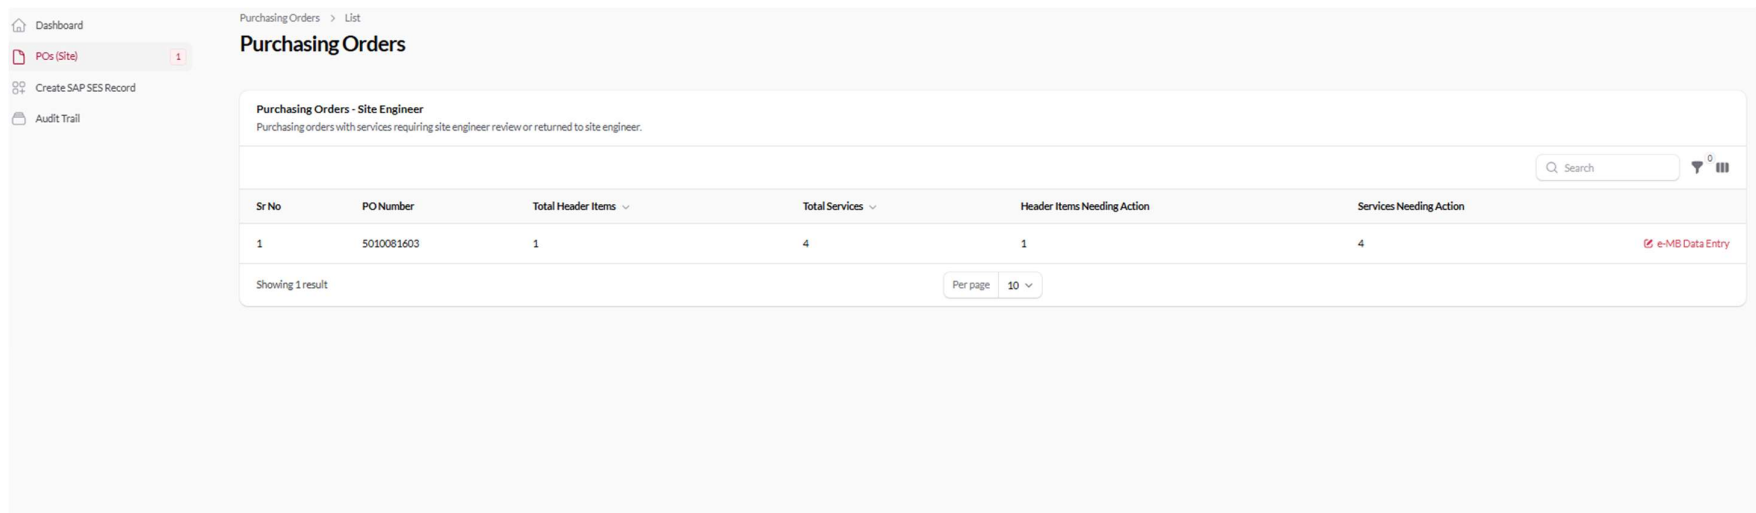 Dashboard
POs (Site) 1
Create SAP SES Record
Audit Trail
Purchasing Orders > List
Purchasing Orders
Purchasing Orders - Site Engineer
Purchasing orders with services requiring site engineer review or returned to site engineer.
Search 0
Sr No PO Number Total Header Items Total Services Header Items Needing Action Services Needing Action
1 5010081603 1 4 1 4 e-MB Data Entry
Showing 1 result Per page 10